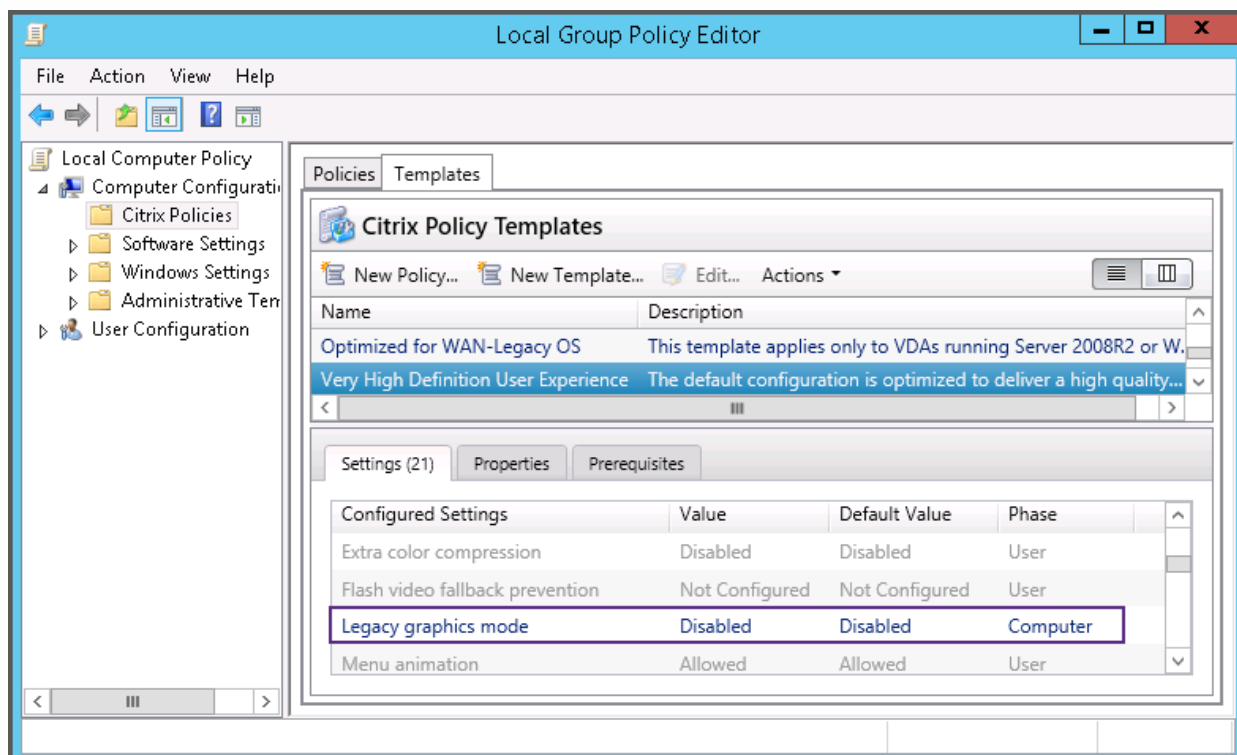 Local Group Policy Editor
File Action View Help
Local Computer Policy
Computer Configurati
Citrix Policies
Software Settings
Windows Settings
Administrative Ten
User Configuration
Policies Templates
Citrix Policy Templates
New Policy... New Template... Edit... Actions
Name Description
Optimized for WAN-Legacy OS This template applies only to VDAs running Server 2008R2 or W.
Very High Definition User Experience The default configuration is optimized to deliver a high quality...
Settings (21) Properties Prerequisites
Configured Settings Value Default Value Phase
Extra color compression Disabled Disabled User
Flash video fallback prevention Not Configured Not Configured User
Legacy graphics mode Disabled Disabled Computer
Menu animation Allowed Allowed User